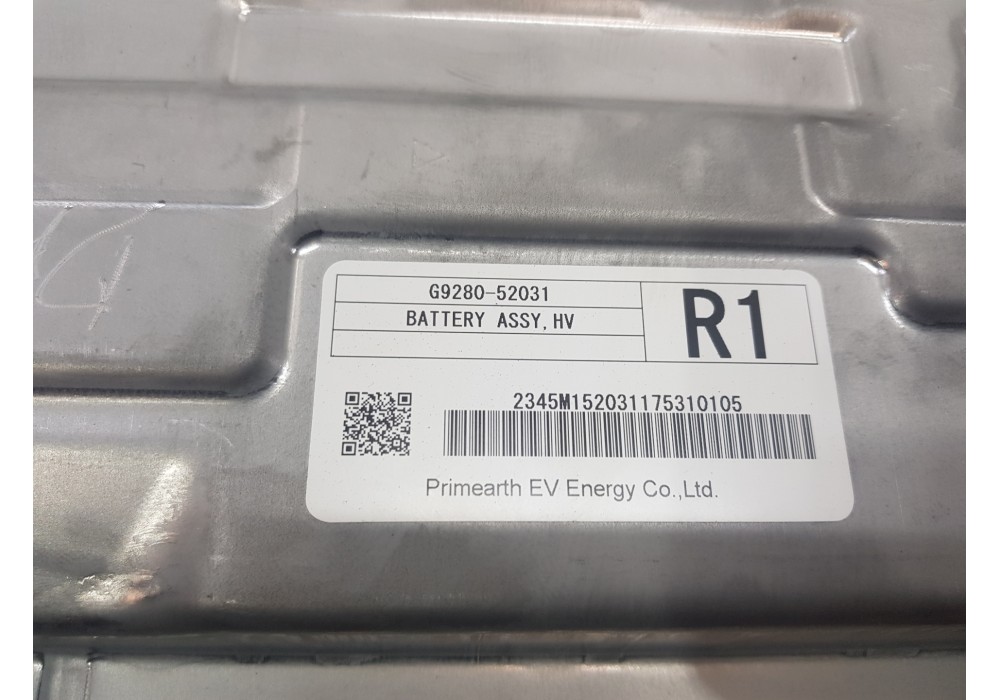 G9280-52031
BATTERY ASSY,HV
R1
2345M152031175310105
Primearth EV Energy Co.,Ltd.